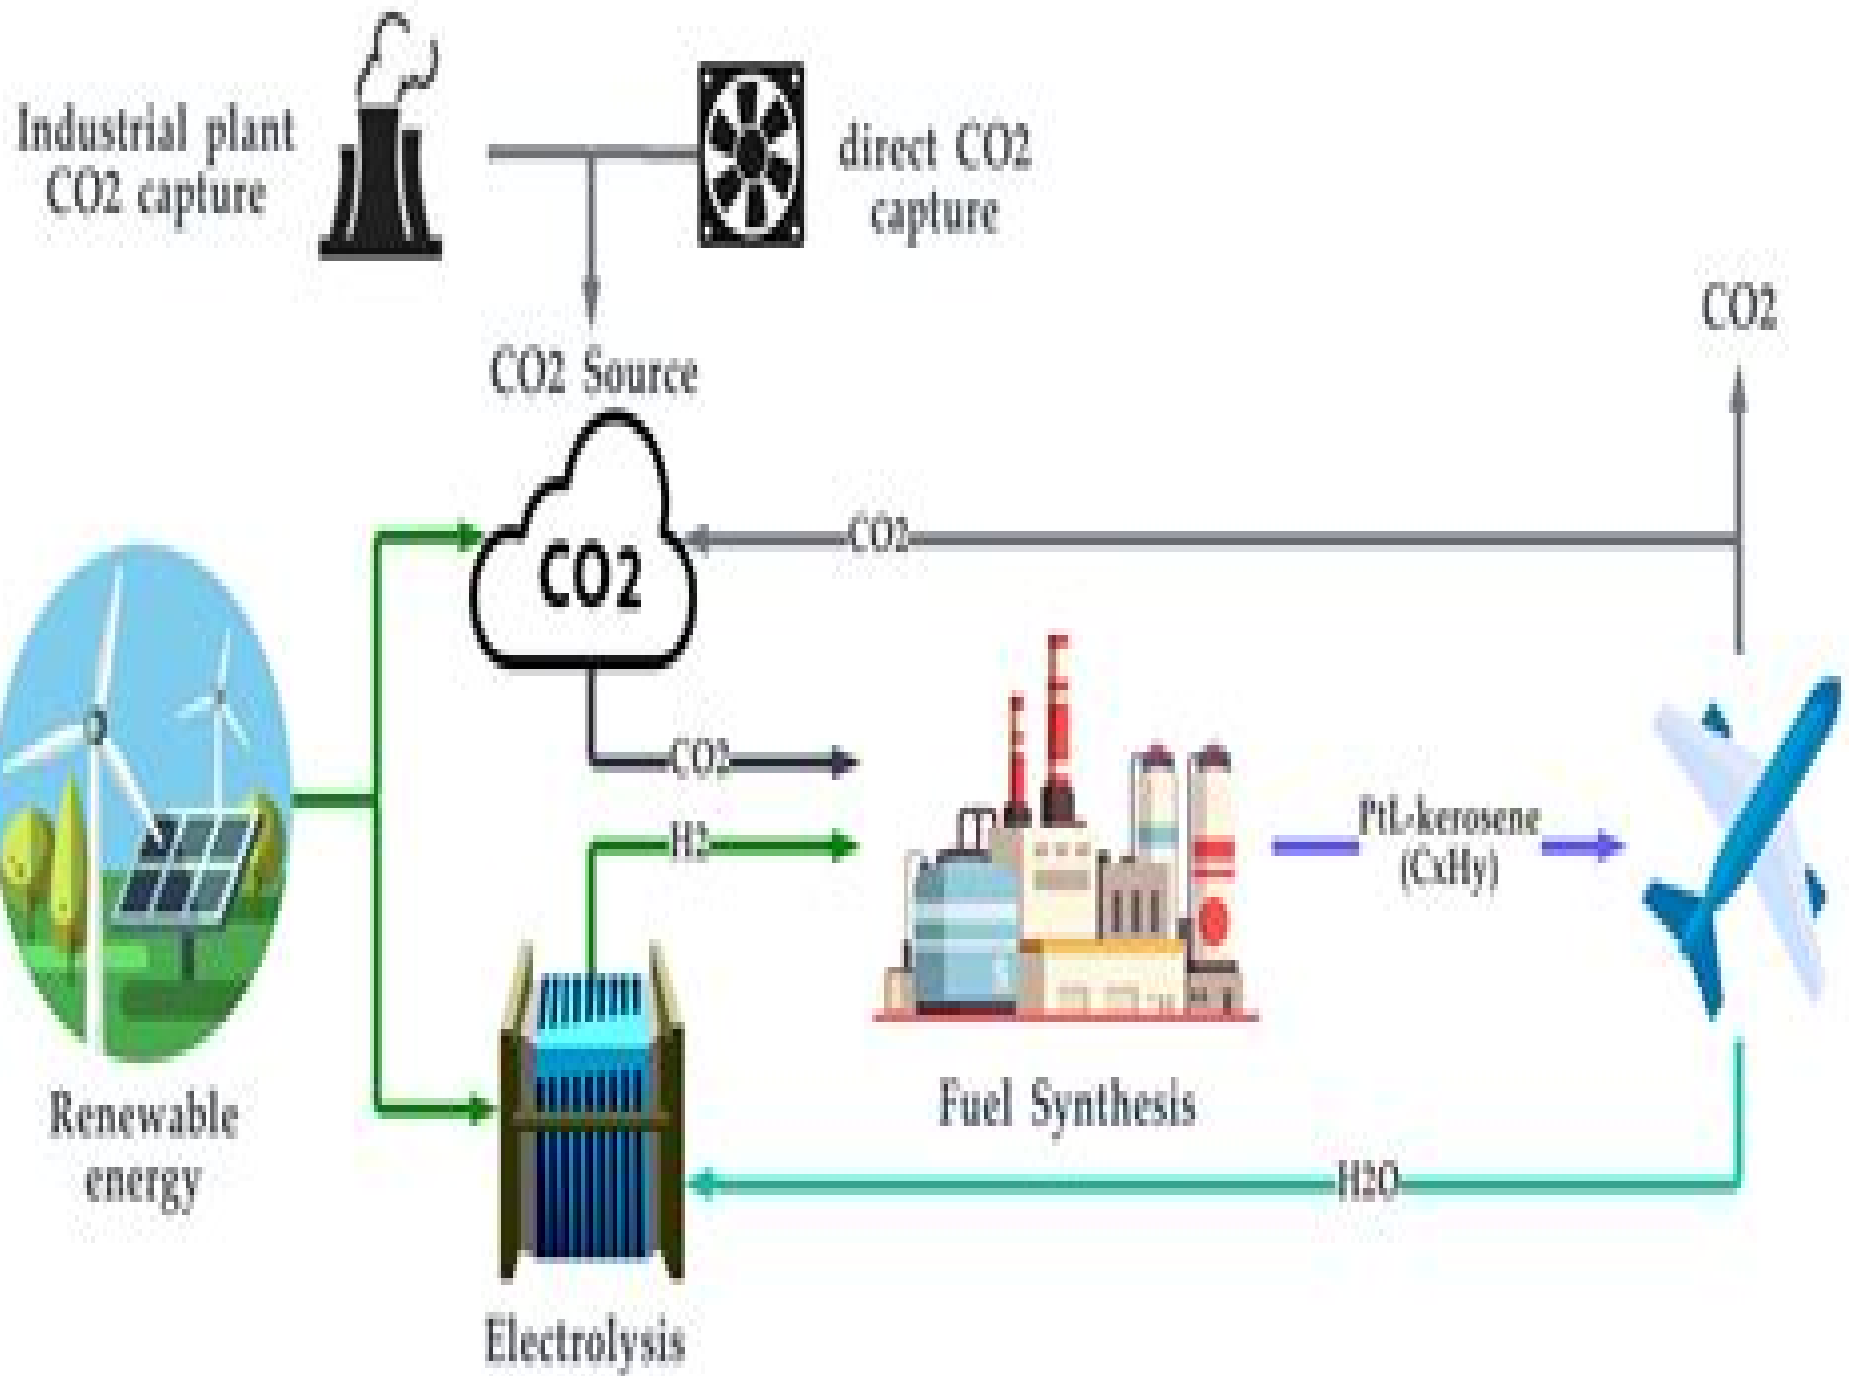 Industrial plant
CO2 capture
direct CO2
capture
CO2 Source
CO2
CO2
CO2
CO2
H2
PtL-kerosene
(CxHy)
Renewable
energy
Fuel Synthesis
H2O
Electrolysis